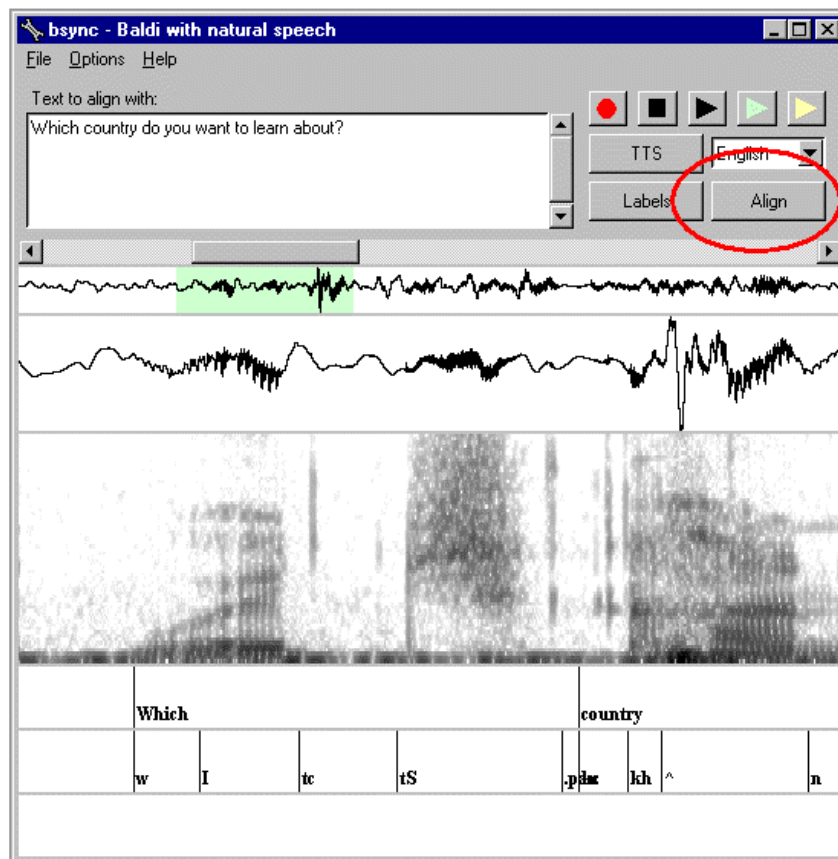 bsync - Baldi with natural speech
File Options Help
Text to align with:
Which country do you want to learn about?
TTS English
Labels Align
Which country
w I tc tS kh ^ n